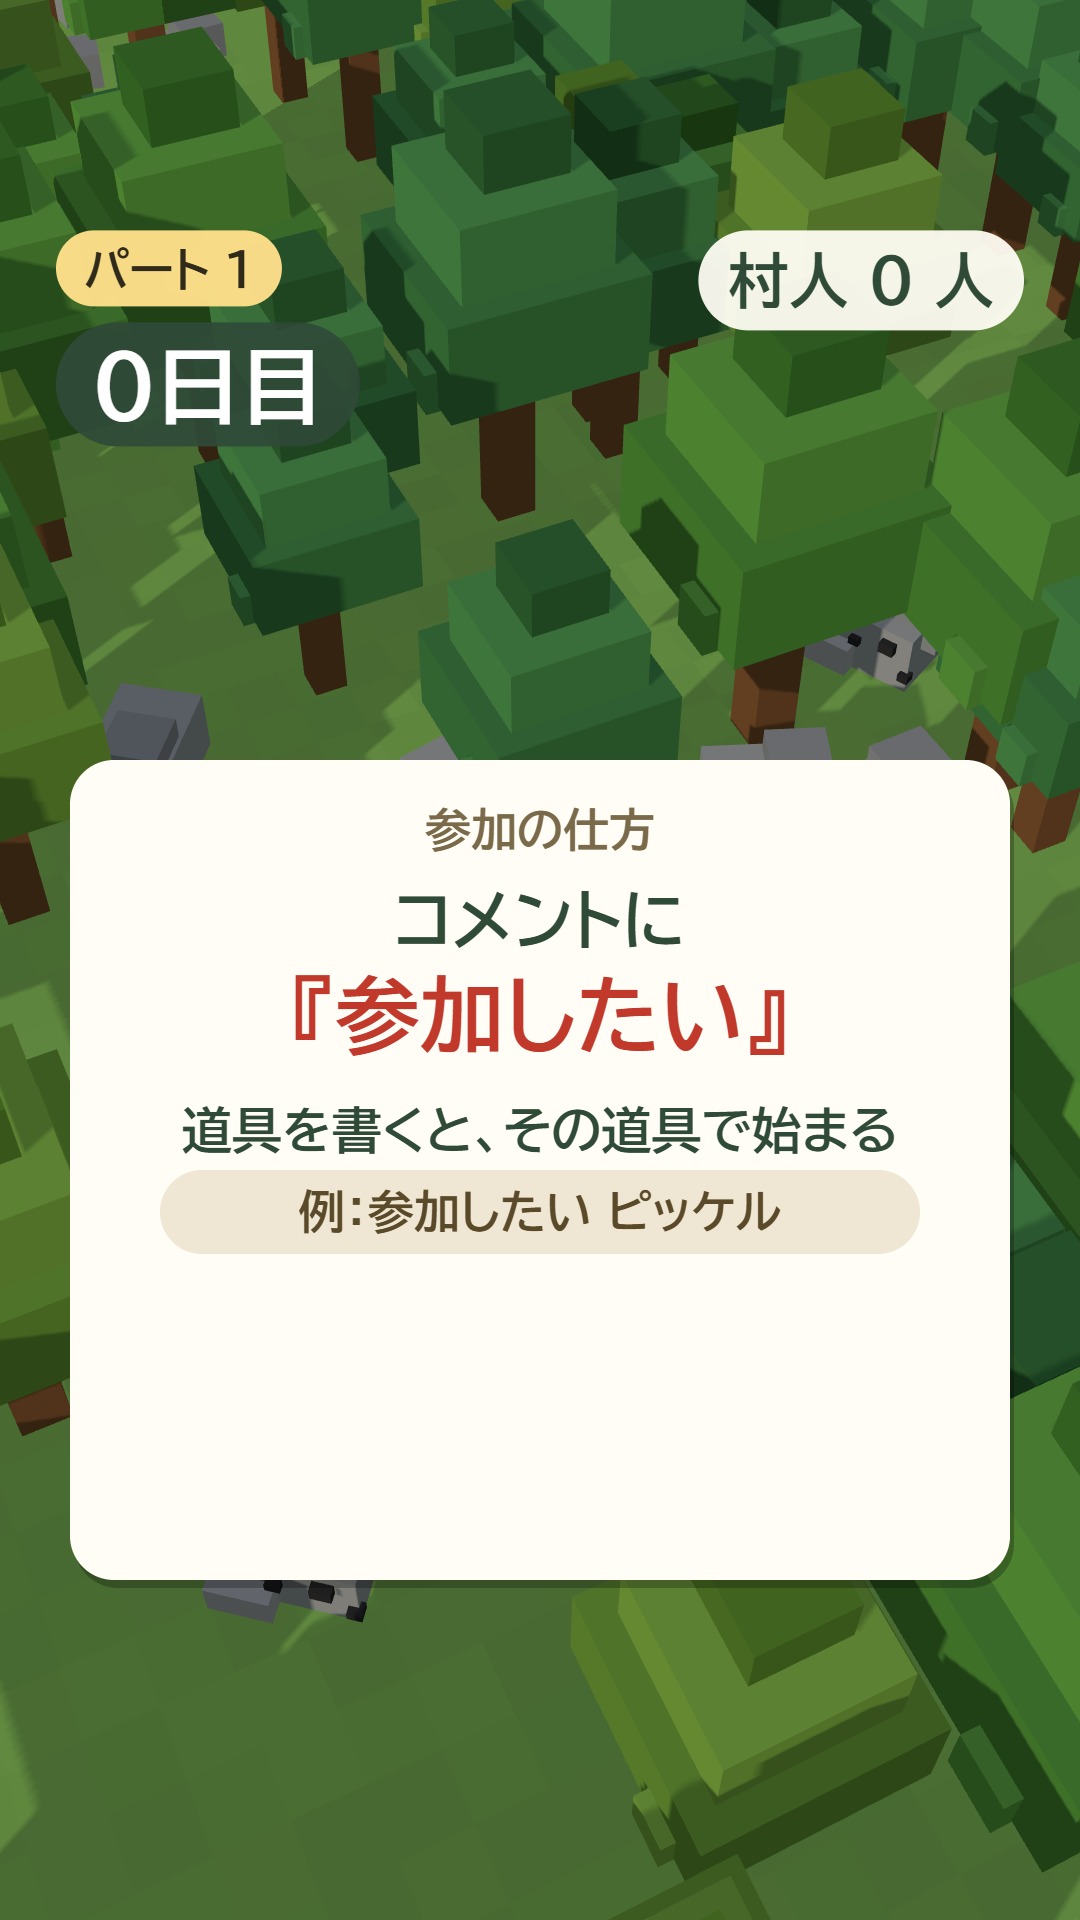 パート 1
0日目
村人 0 人
参加の仕方
コメントに
『参加したい』
道具を書くと、その道具で始まる
例：参加したい ピッケル